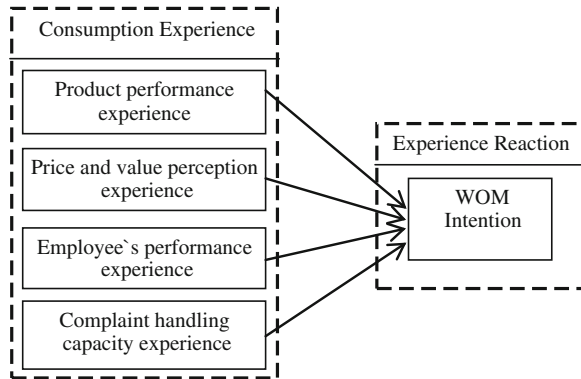 Consumption Experience
Product performance
experience
Price and value perception
experience
Employee`s performance
experience
Complaint handling
capacity experience
Experience Reaction
WOM
Intention